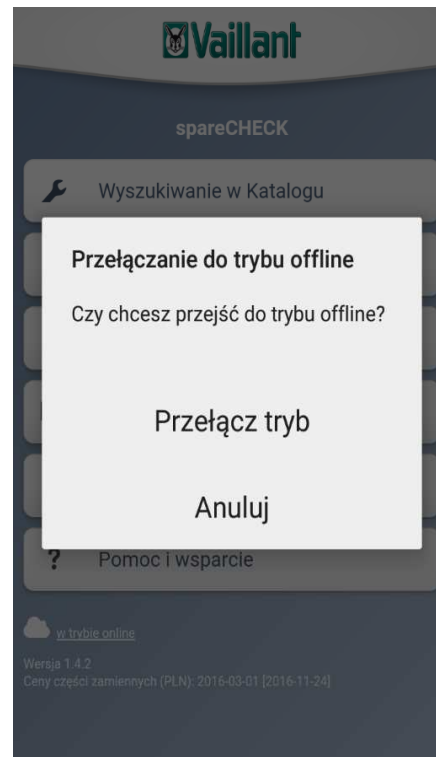 Vaillant
spareCHECK
Wyszukiwanie w Katalogu
Przełączanie do trybu offline
Czy chcesz przejść do trybu offline?
Przełącz tryb
Anuluj
? Pomoc i wsparcie
w trybie online
Wersja 1.4.2
Ceny części zamiennych (PLN): 2016-03-01 [2016-11-24]